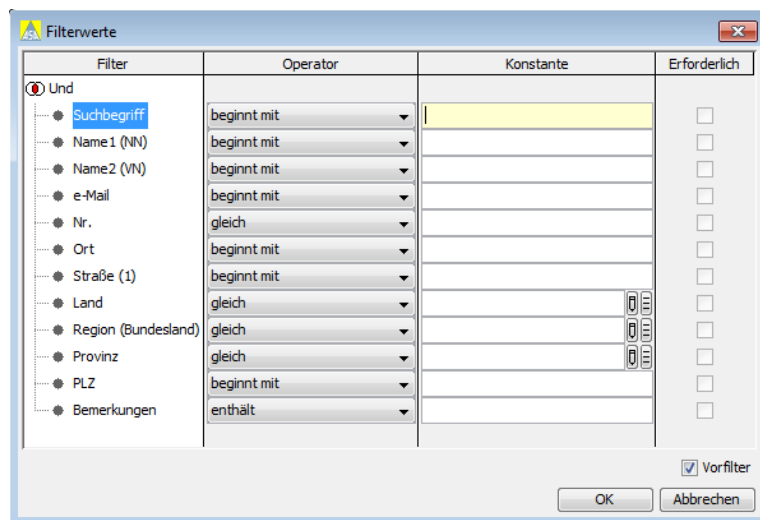 ASA Filterwerte
Filter Operator Konstante Erforderlich
Und
Suchbegriff beginnt mit
Name1 (NN) beginnt mit
Name2 (VN) beginnt mit
e-Mail beginnt mit
Nr. gleich
Ort beginnt mit
Straße (1) beginnt mit
Land gleich
Region (Bundesland) gleich
Provinz gleich
PLZ beginnt mit
Bemerkungen enthält
Vorfilter
OK Abbrechen